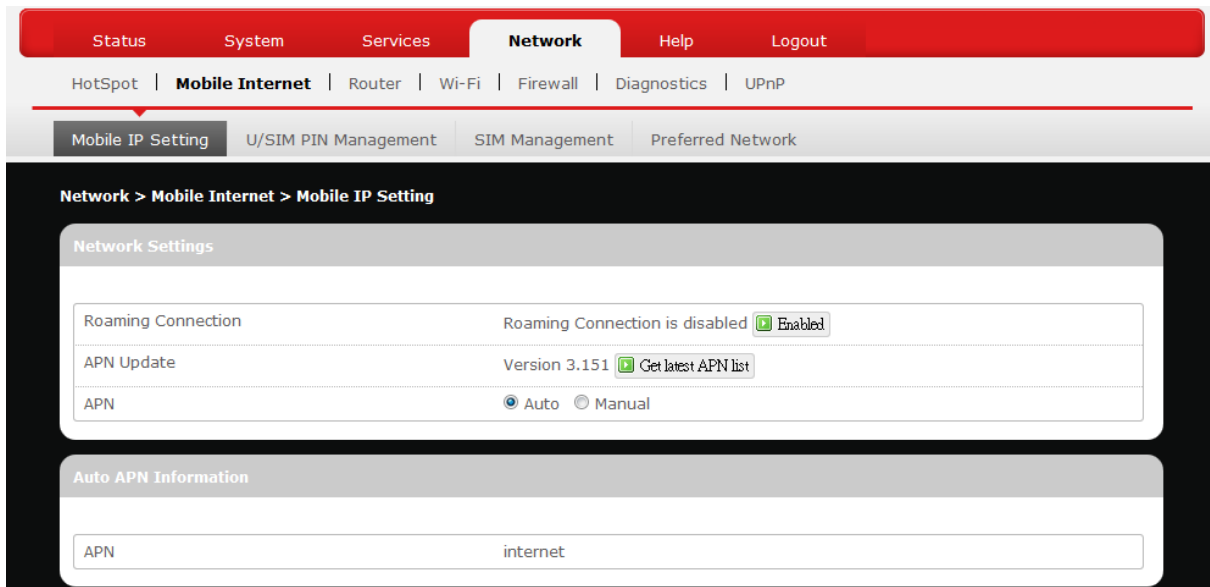 Status System Services Network Help Logout
HotSpot | Mobile Internet | Router | Wi-Fi | Firewall | Diagnostics | UPnP
Mobile IP Setting U/SIM PIN Management SIM Management Preferred Network
Network > Mobile Internet > Mobile IP Setting
Network Settings
Roaming Connection Roaming Connection is disabled Enabled
APN Update Version 3.151 Get latest APN list
APN Auto Manual
Auto APN Information
APN internet